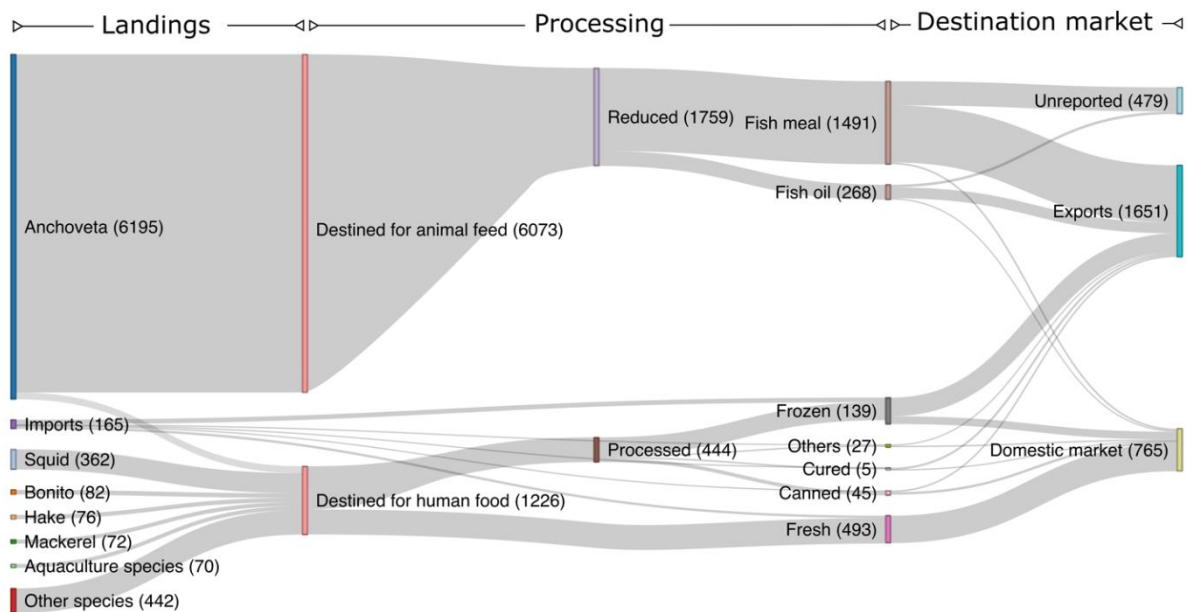 Landings
Processing
Destination market
Anchoveta (6195)
Imports (165)
Squid (362)
Bonito (82)
Hake (76)
Mackerel (72)
Aquaculture species (70)
Other species (442)
Destined for animal feed (6073)
Destined for human food (1226)
Reduced (1759)
Processed (444)
Fish meal (1491)
Fish oil (268)
Frozen (139)
Others (27)
Cured (5)
Canned (45)
Fresh (493)
Unreported (479)
Exports (1651)
Domestic market (765)